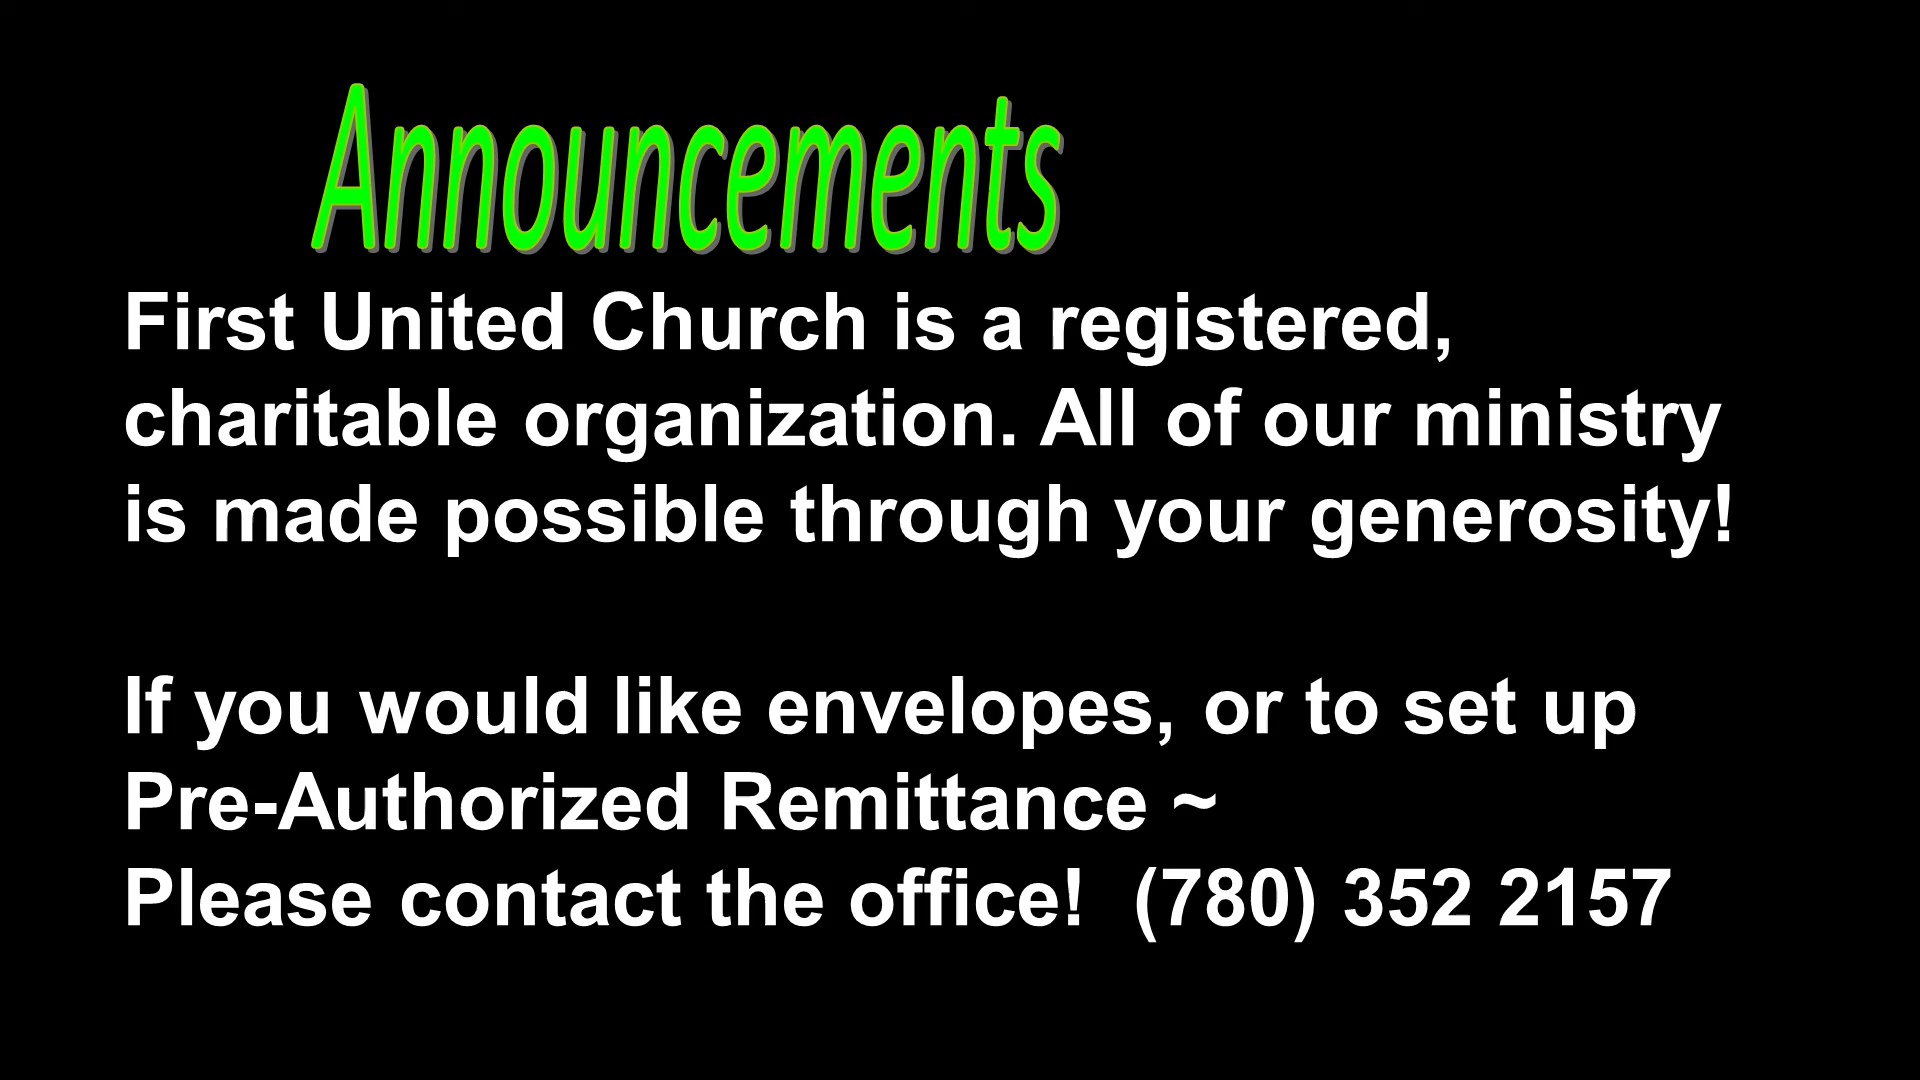 Announcements
First United Church is a registered,
charitable organization. All of our ministry
is made possible through your generosity!
If you would like envelopes, or to set up
Pre-Authorized Remittance ~
Please contact the office!  (780) 352 2157